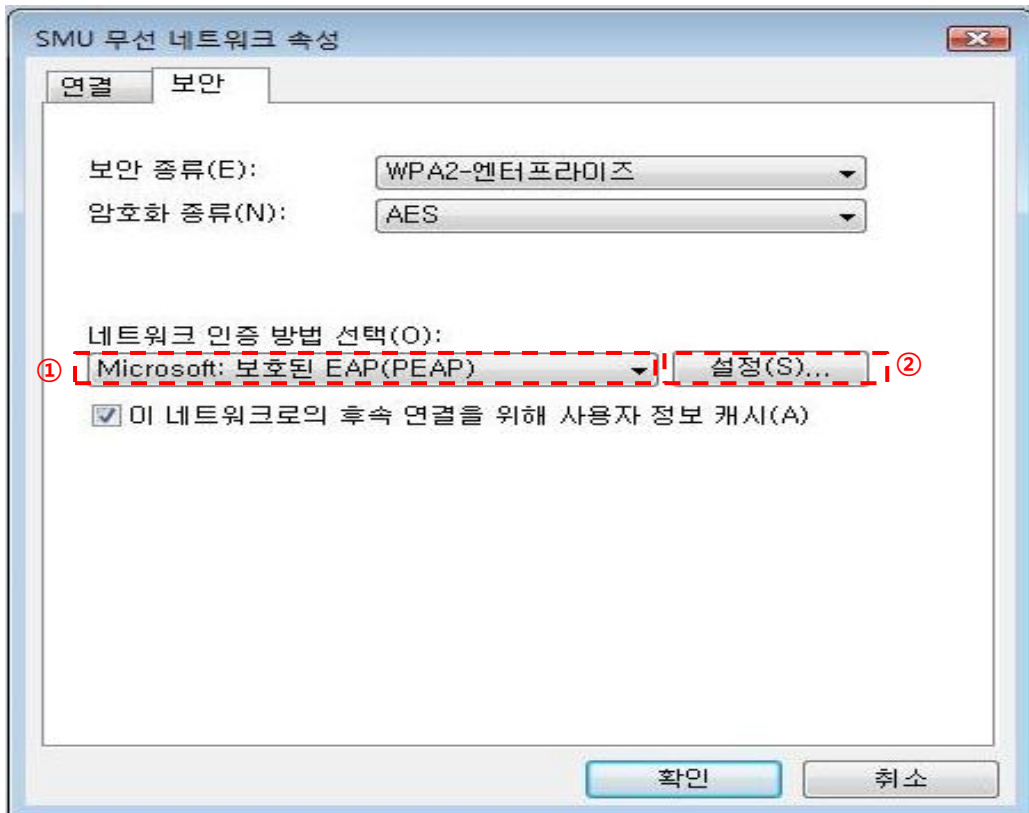 SMU 무선 네트워크 속성
연결 보안
보안 종류(E): WPA2-엔터프라이즈
암호화 종류(N): AES
네트워크 인증 방법 선택(O):
① Microsoft: 보호된 EAP(PEAP) 설정(S)... ②
이 네트워크로의 후속 연결을 위해 사용자 정보 캐시(A)
확인 취소